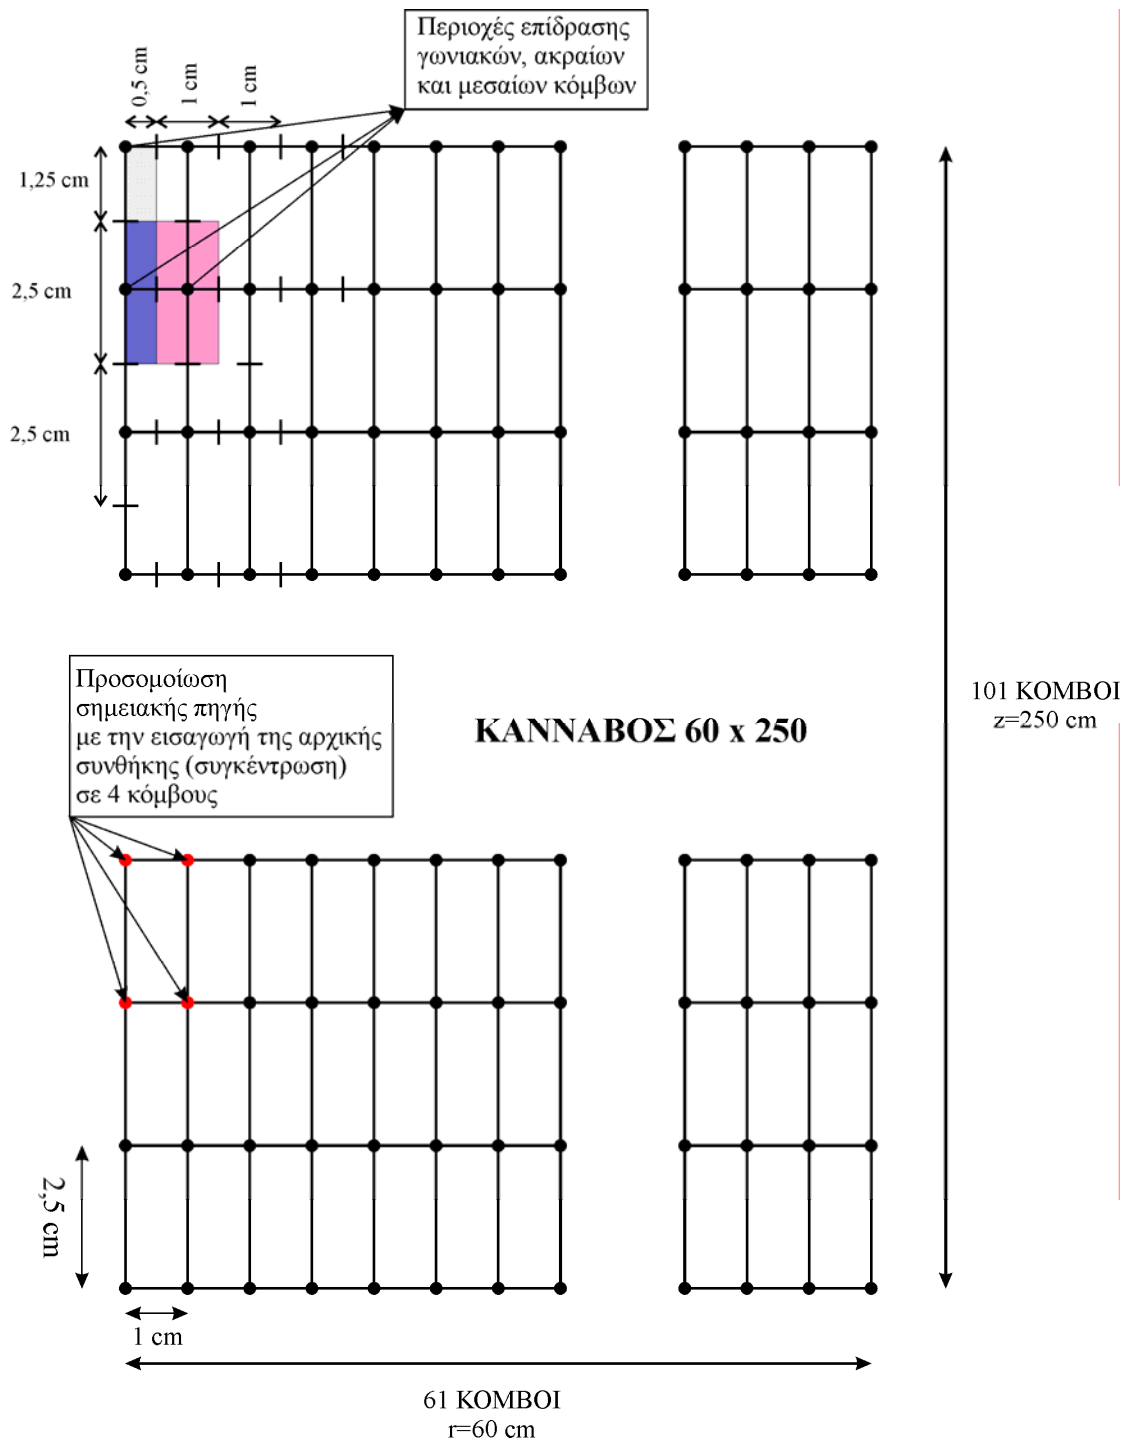 Περιοχές επίδρασης
γωνιακών, ακραίων
και μεσαίων κόμβων
0,5 cm
1 cm
1 cm
1,25 cm
2,5 cm
2,5 cm
Προσομοίωση
σημειακής πηγής
με την εισαγωγή της αρχικής
συνθήκης (συγκέντρωση)
σε 4 κόμβους
ΚΑΝΝΑΒΟΣ 60 x 250
101 ΚΟΜΒΟΙ
z=250 cm
2,5 cm
1 cm
61 ΚΟΜΒΟΙ
r=60 cm